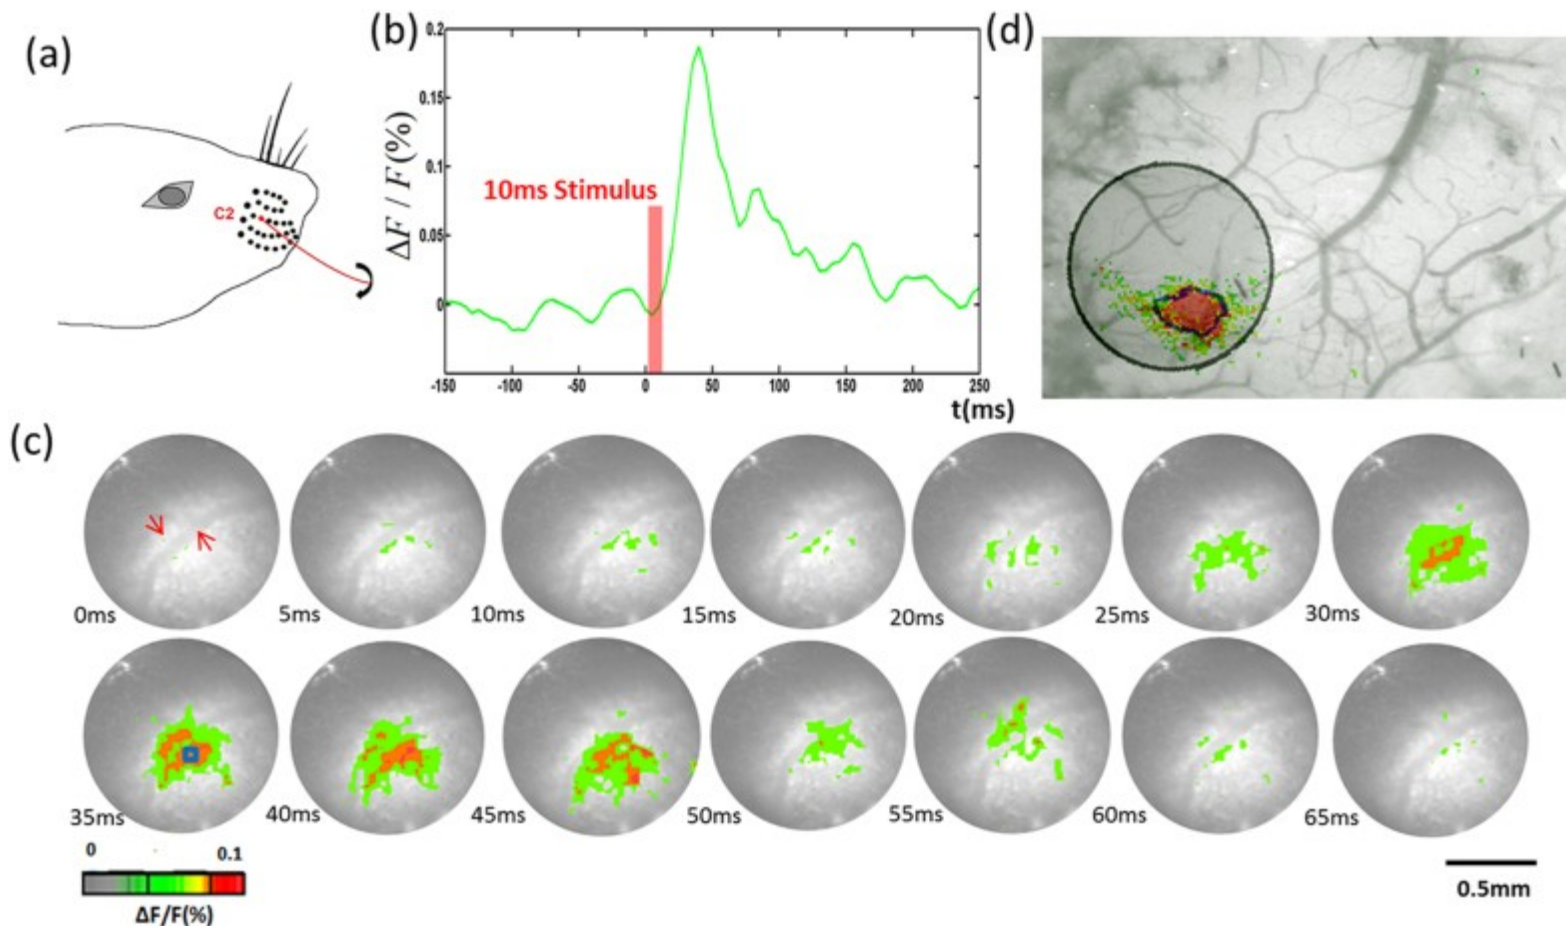 (a)
C2
(b)
0.2
0.15
0.1
0.05
0
ΔF / F(%)
10ms Stimulus
-150 -100 -50 0 50 100 150 200 250
t(ms)
(d)
(c)
0ms 5ms 10ms 15ms 20ms 25ms 30ms
35ms 40ms 45ms 50ms 55ms 60ms 65ms
0 0.1
ΔF/F(%)
0.5mm